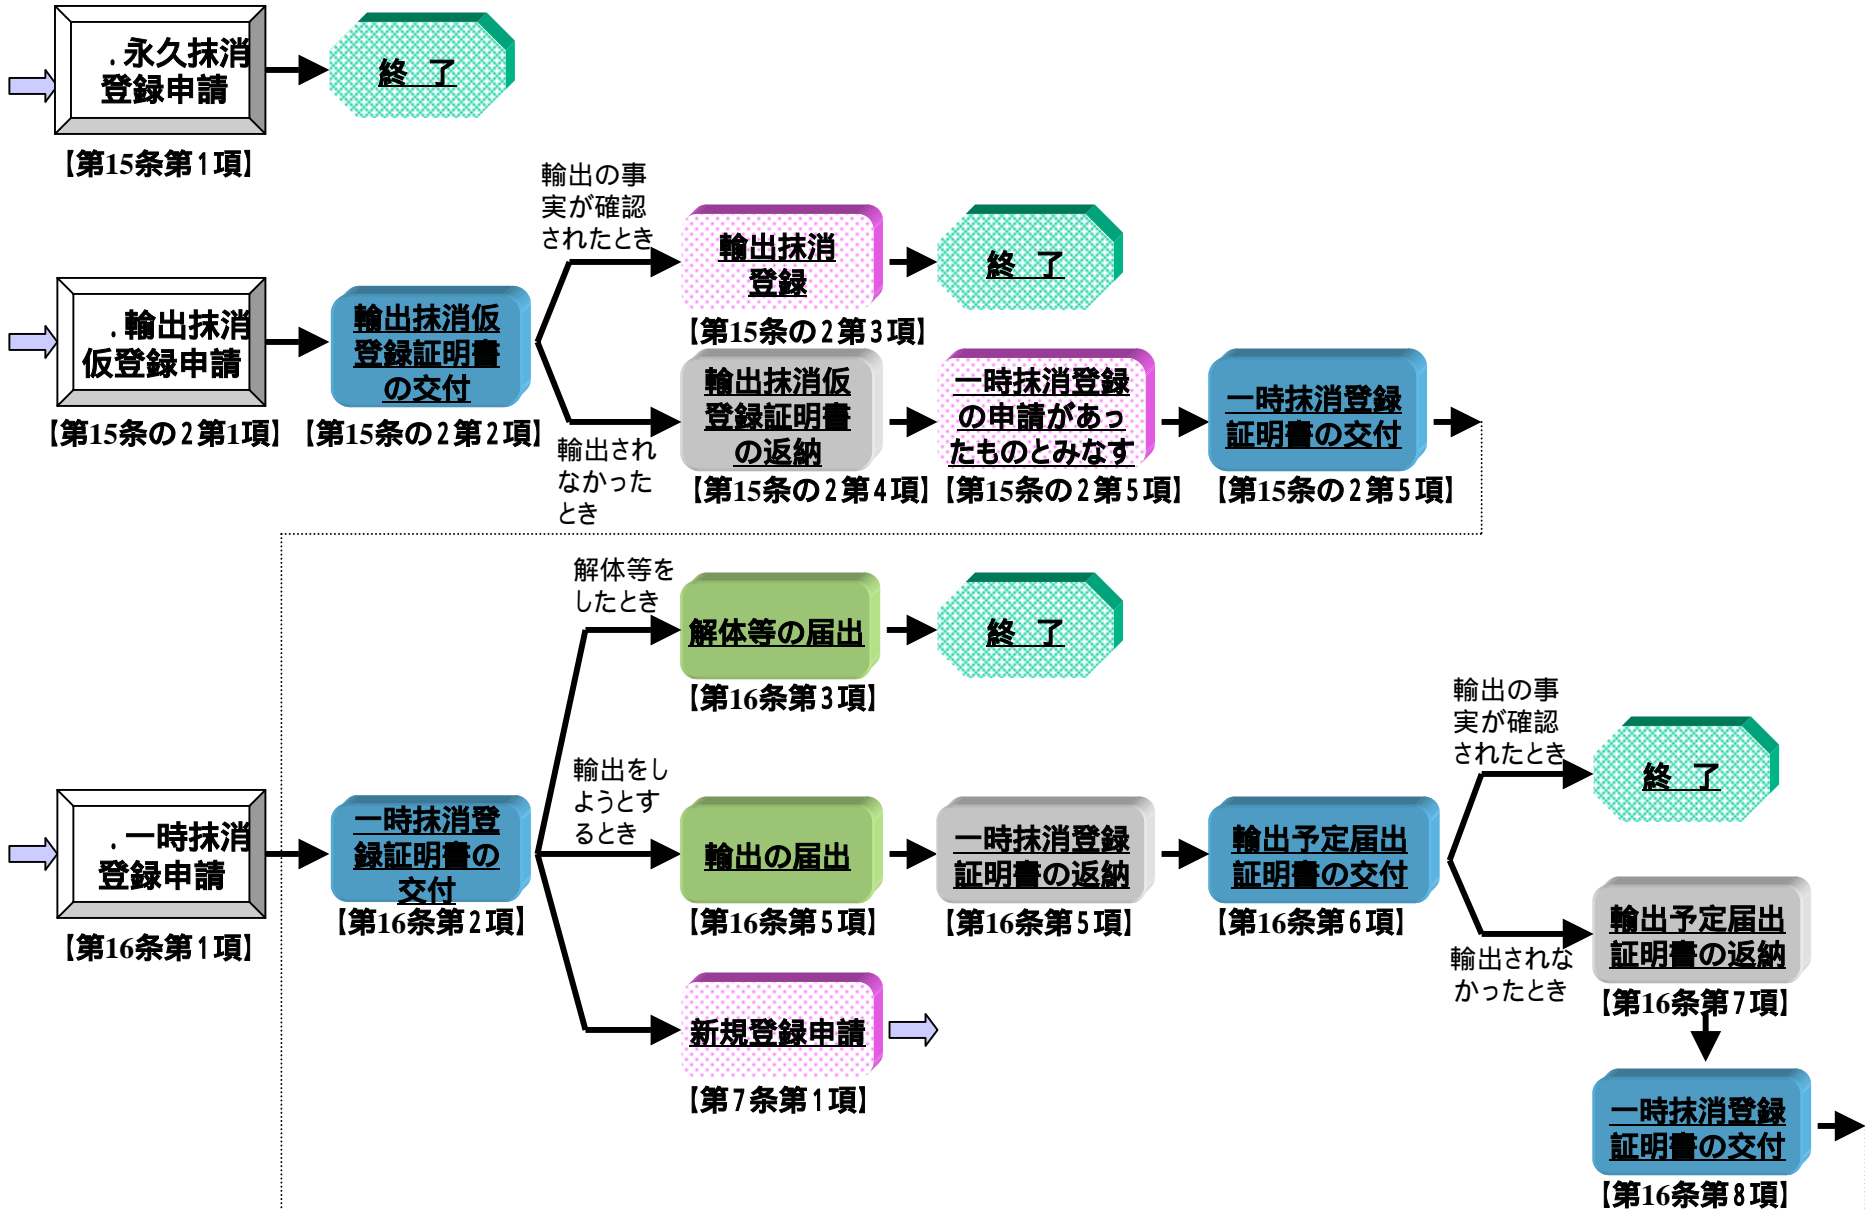 ．永久抹消
登録申請
【第15条第1項】
終　了
．輸出抹消
仮登録申請
【第15条の2第1項】
輸出抹消仮
登録証明書
の交付
【第15条の2第2項】
輸出の事
実が確認
されたとき
輸出抹消
登録
【第15条の2第3項】
終　了
輸出され
なかった
とき
輸出抹消仮
登録証明書
の返納
【第15条の2第4項】
一時抹消登録
の申請があっ
たものとみなす
【第15条の2第5項】
一時抹消登録
証明書の交付
【第15条の2第5項】
．一時抹消
登録申請
【第16条第1項】
一時抹消登
録証明書の
交付
【第16条第2項】
解体等を
したとき
解体等の届出
【第16条第3項】
終　了
輸出をし
ようとす
るとき
輸出の届出
【第16条第5項】
一時抹消登録
証明書の返納
【第16条第5項】
輸出予定届出
証明書の交付
【第16条第6項】
輸出の事
実が確認
されたとき
終　了
輸出されな
かったとき
輸出予定届出
証明書の返納
【第16条第7項】
一時抹消登録
証明書の交付
【第16条第8項】
新規登録申請
【第7条第1項】